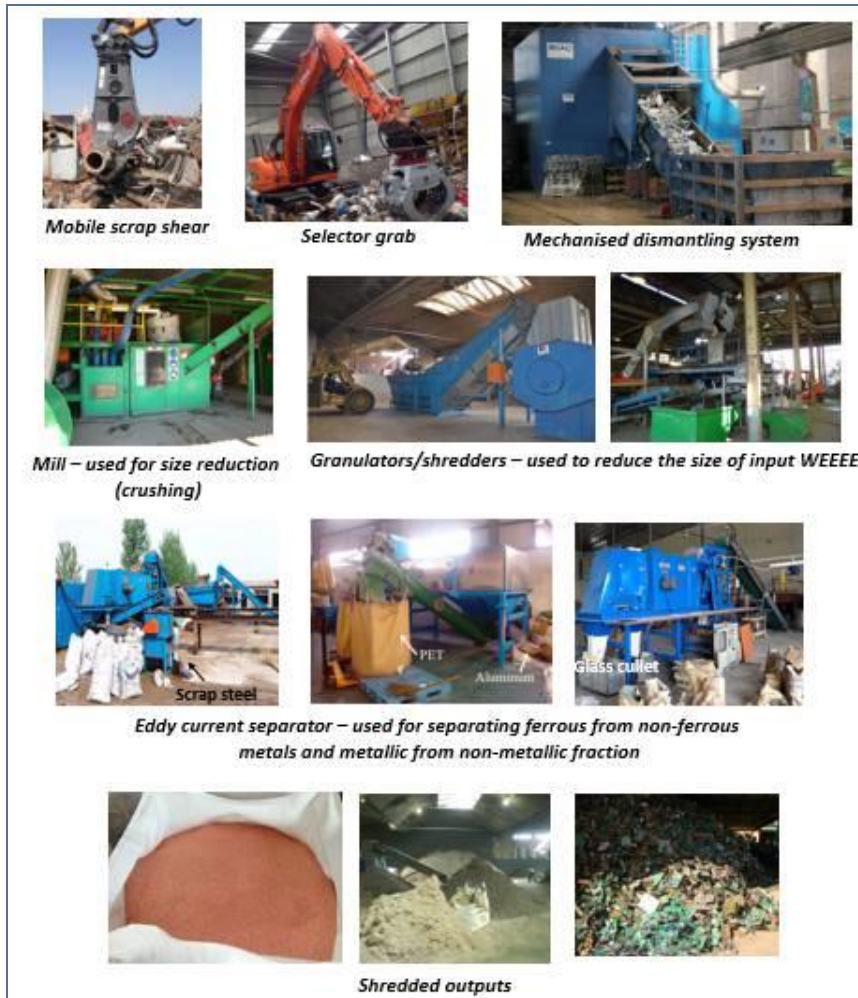 Mobile scrap shear
Selector grab
Mechanised dismantling system
Mill – used for size reduction
(crushing)
Granulators/shredders – used to reduce the size of input WEEEE
Scrap steel
PET
Aluminum
Glass cullet
Eddy current separator – used for separating ferrous from non-ferrous
metals and metallic from non-metallic fraction
Shredded outputs